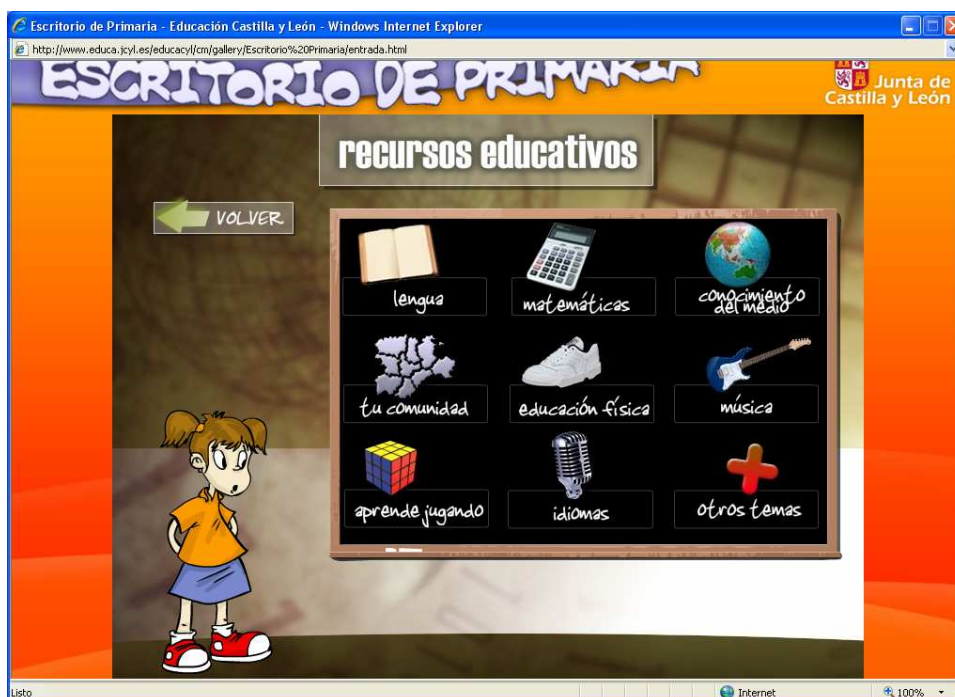 Escritorio de Primaria - Educación Castilla y León - Windows Internet Explorer
http://www.educa.jcyl.es/educacyl/cm/gallery/Escritorio%20Primaria/entrada.html
ESCRITORIO DE PRIMARIA
Junta de
Castilla y León
recursos educativos
VOLVER
lengua
matemáticas
conocimiento
del medio
tu comunidad
educación física
música
aprende jugando
idiomas
otros temas
Listo
Internet
100%